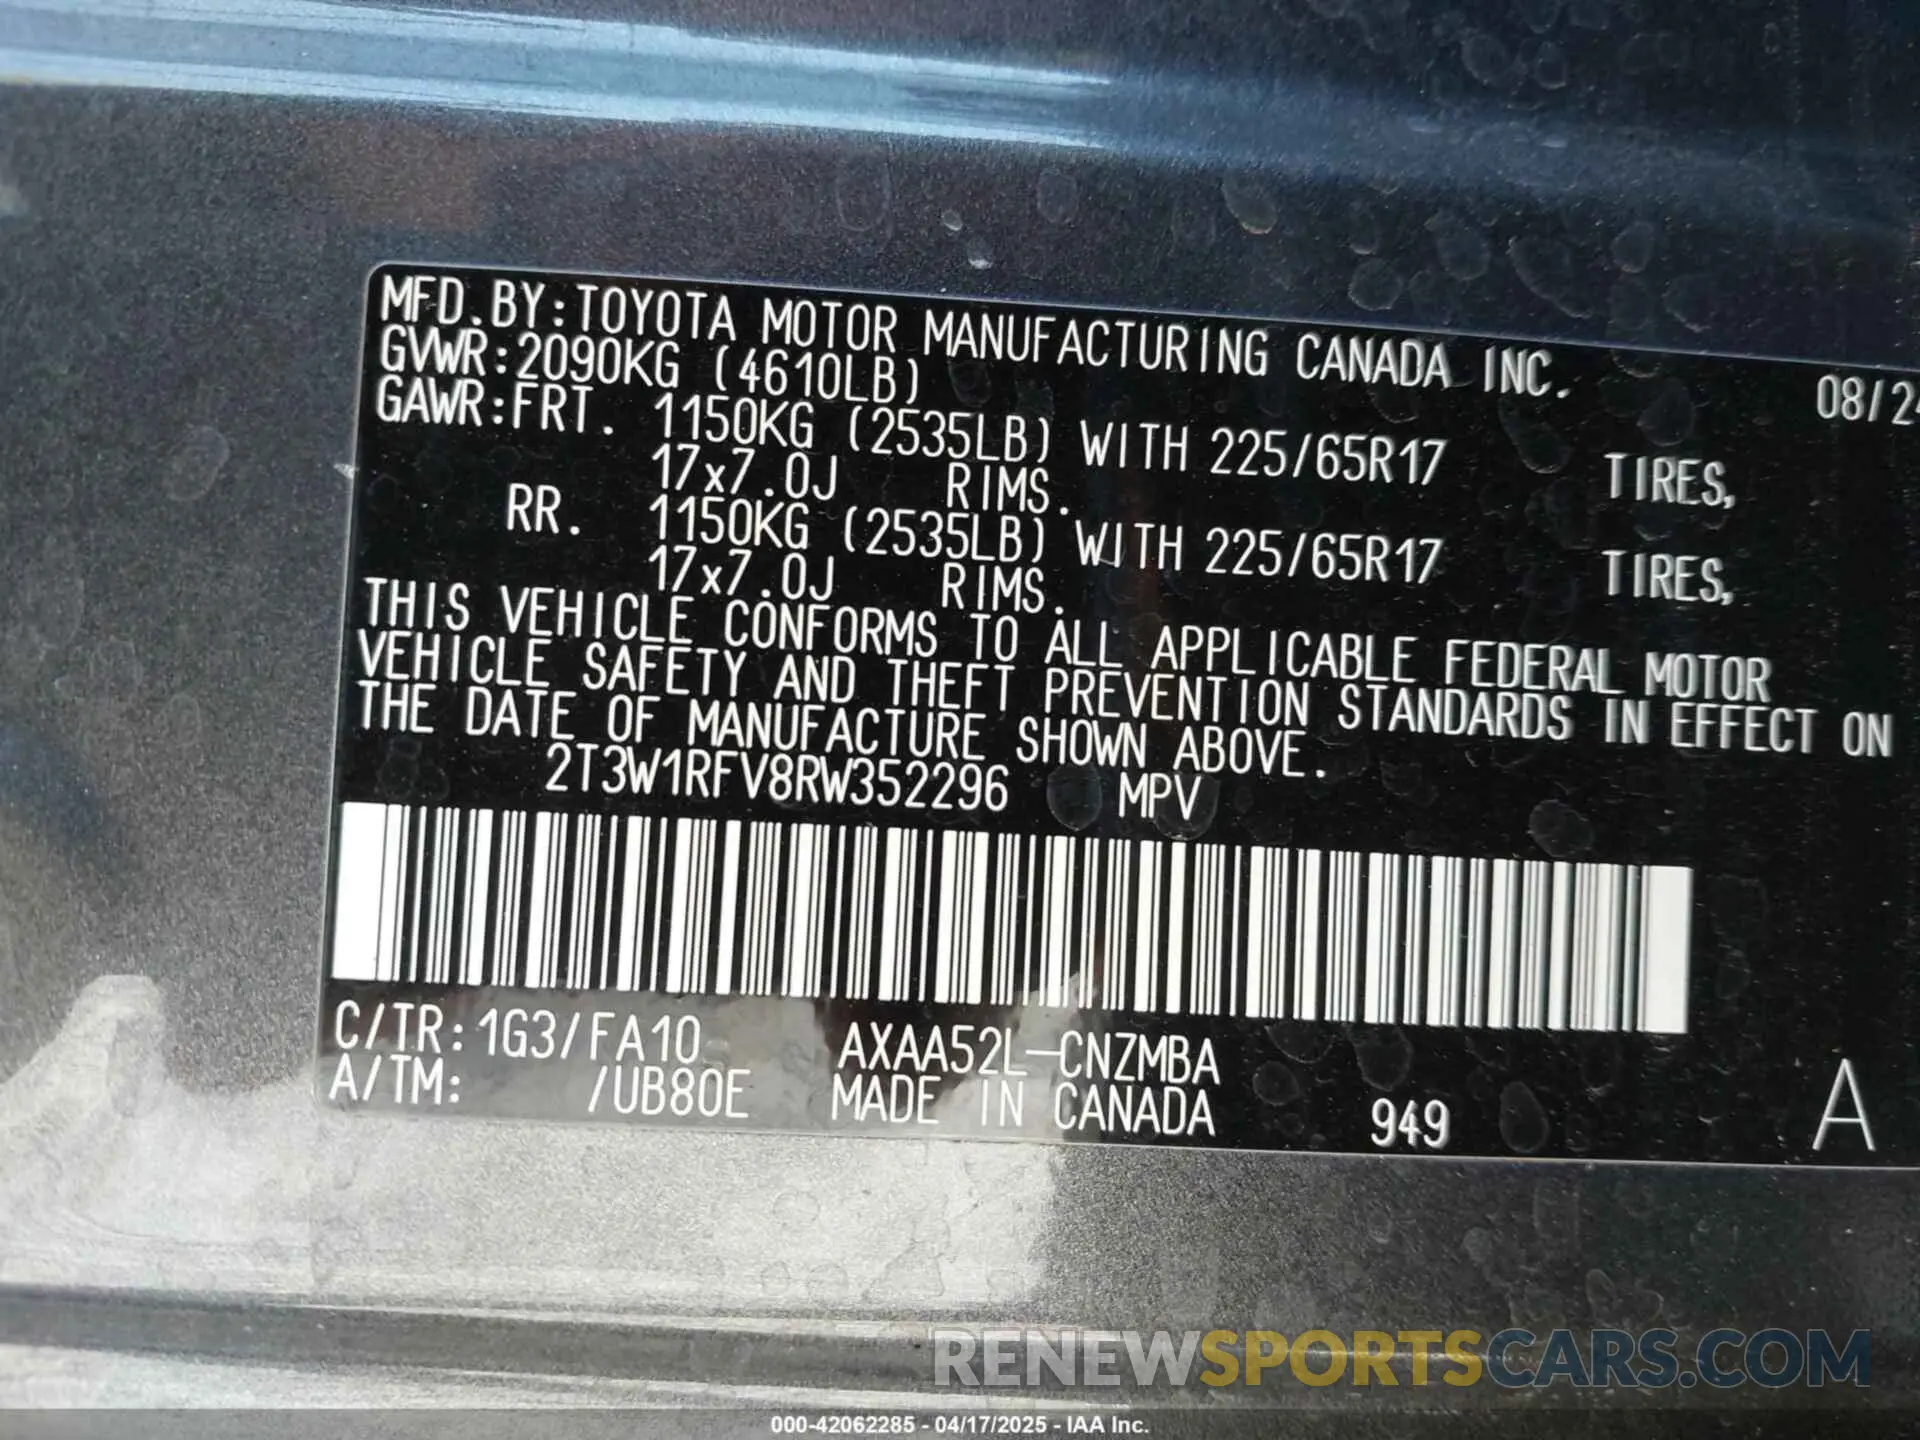 MFD.BY:TOYOTA MOTOR MANUFACTURING CANADA INC. 08/24
GVWR:2090KG (4610LB)
GAWR:FRT. 1150KG (2535LB) WITH 225/65R17 TIRES,
17x7.0J RIMS.
RR. 1150KG (2535LB) WITH 225/65R17 TIRES,
17x7.0J RIMS.
THIS VEHICLE CONFORMS TO ALL APPLICABLE FEDERAL MOTOR
VEHICLE SAFETY AND THEFT PREVENTION STANDARDS IN EFFECT ON
THE DATE OF MANUFACTURE SHOWN ABOVE.
2T3W1RFV8RW352296 MPV
C/TR:1G3/FA10 AXAA52L-CNZMBA
A/TM: /UB80E MADE IN CANADA 949 A
RENEWSPORTSCARS.COM
000-42062285 - 04/17/2025 - IAA Inc.